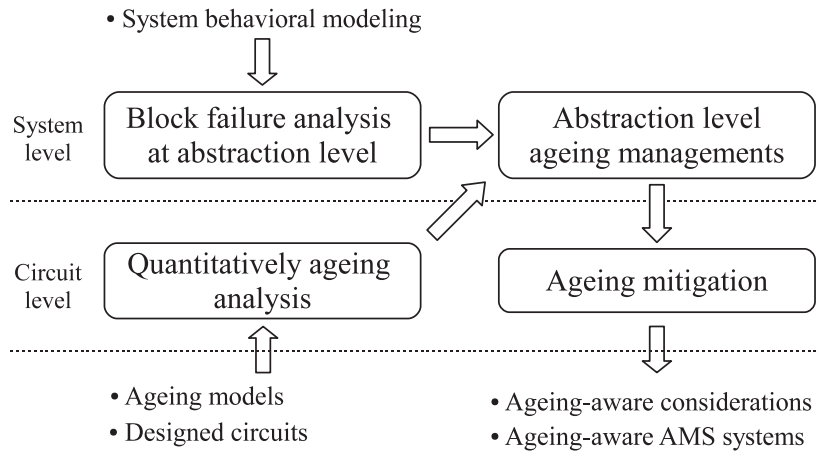 • System behavioral modeling
System
level
Block failure analysis
at abstraction level
Abstraction level
ageing managements
Circuit
level
Quantitatively ageing
analysis
Ageing mitigation
• Ageing models
• Designed circuits
• Ageing-aware considerations
• Ageing-aware AMS systems